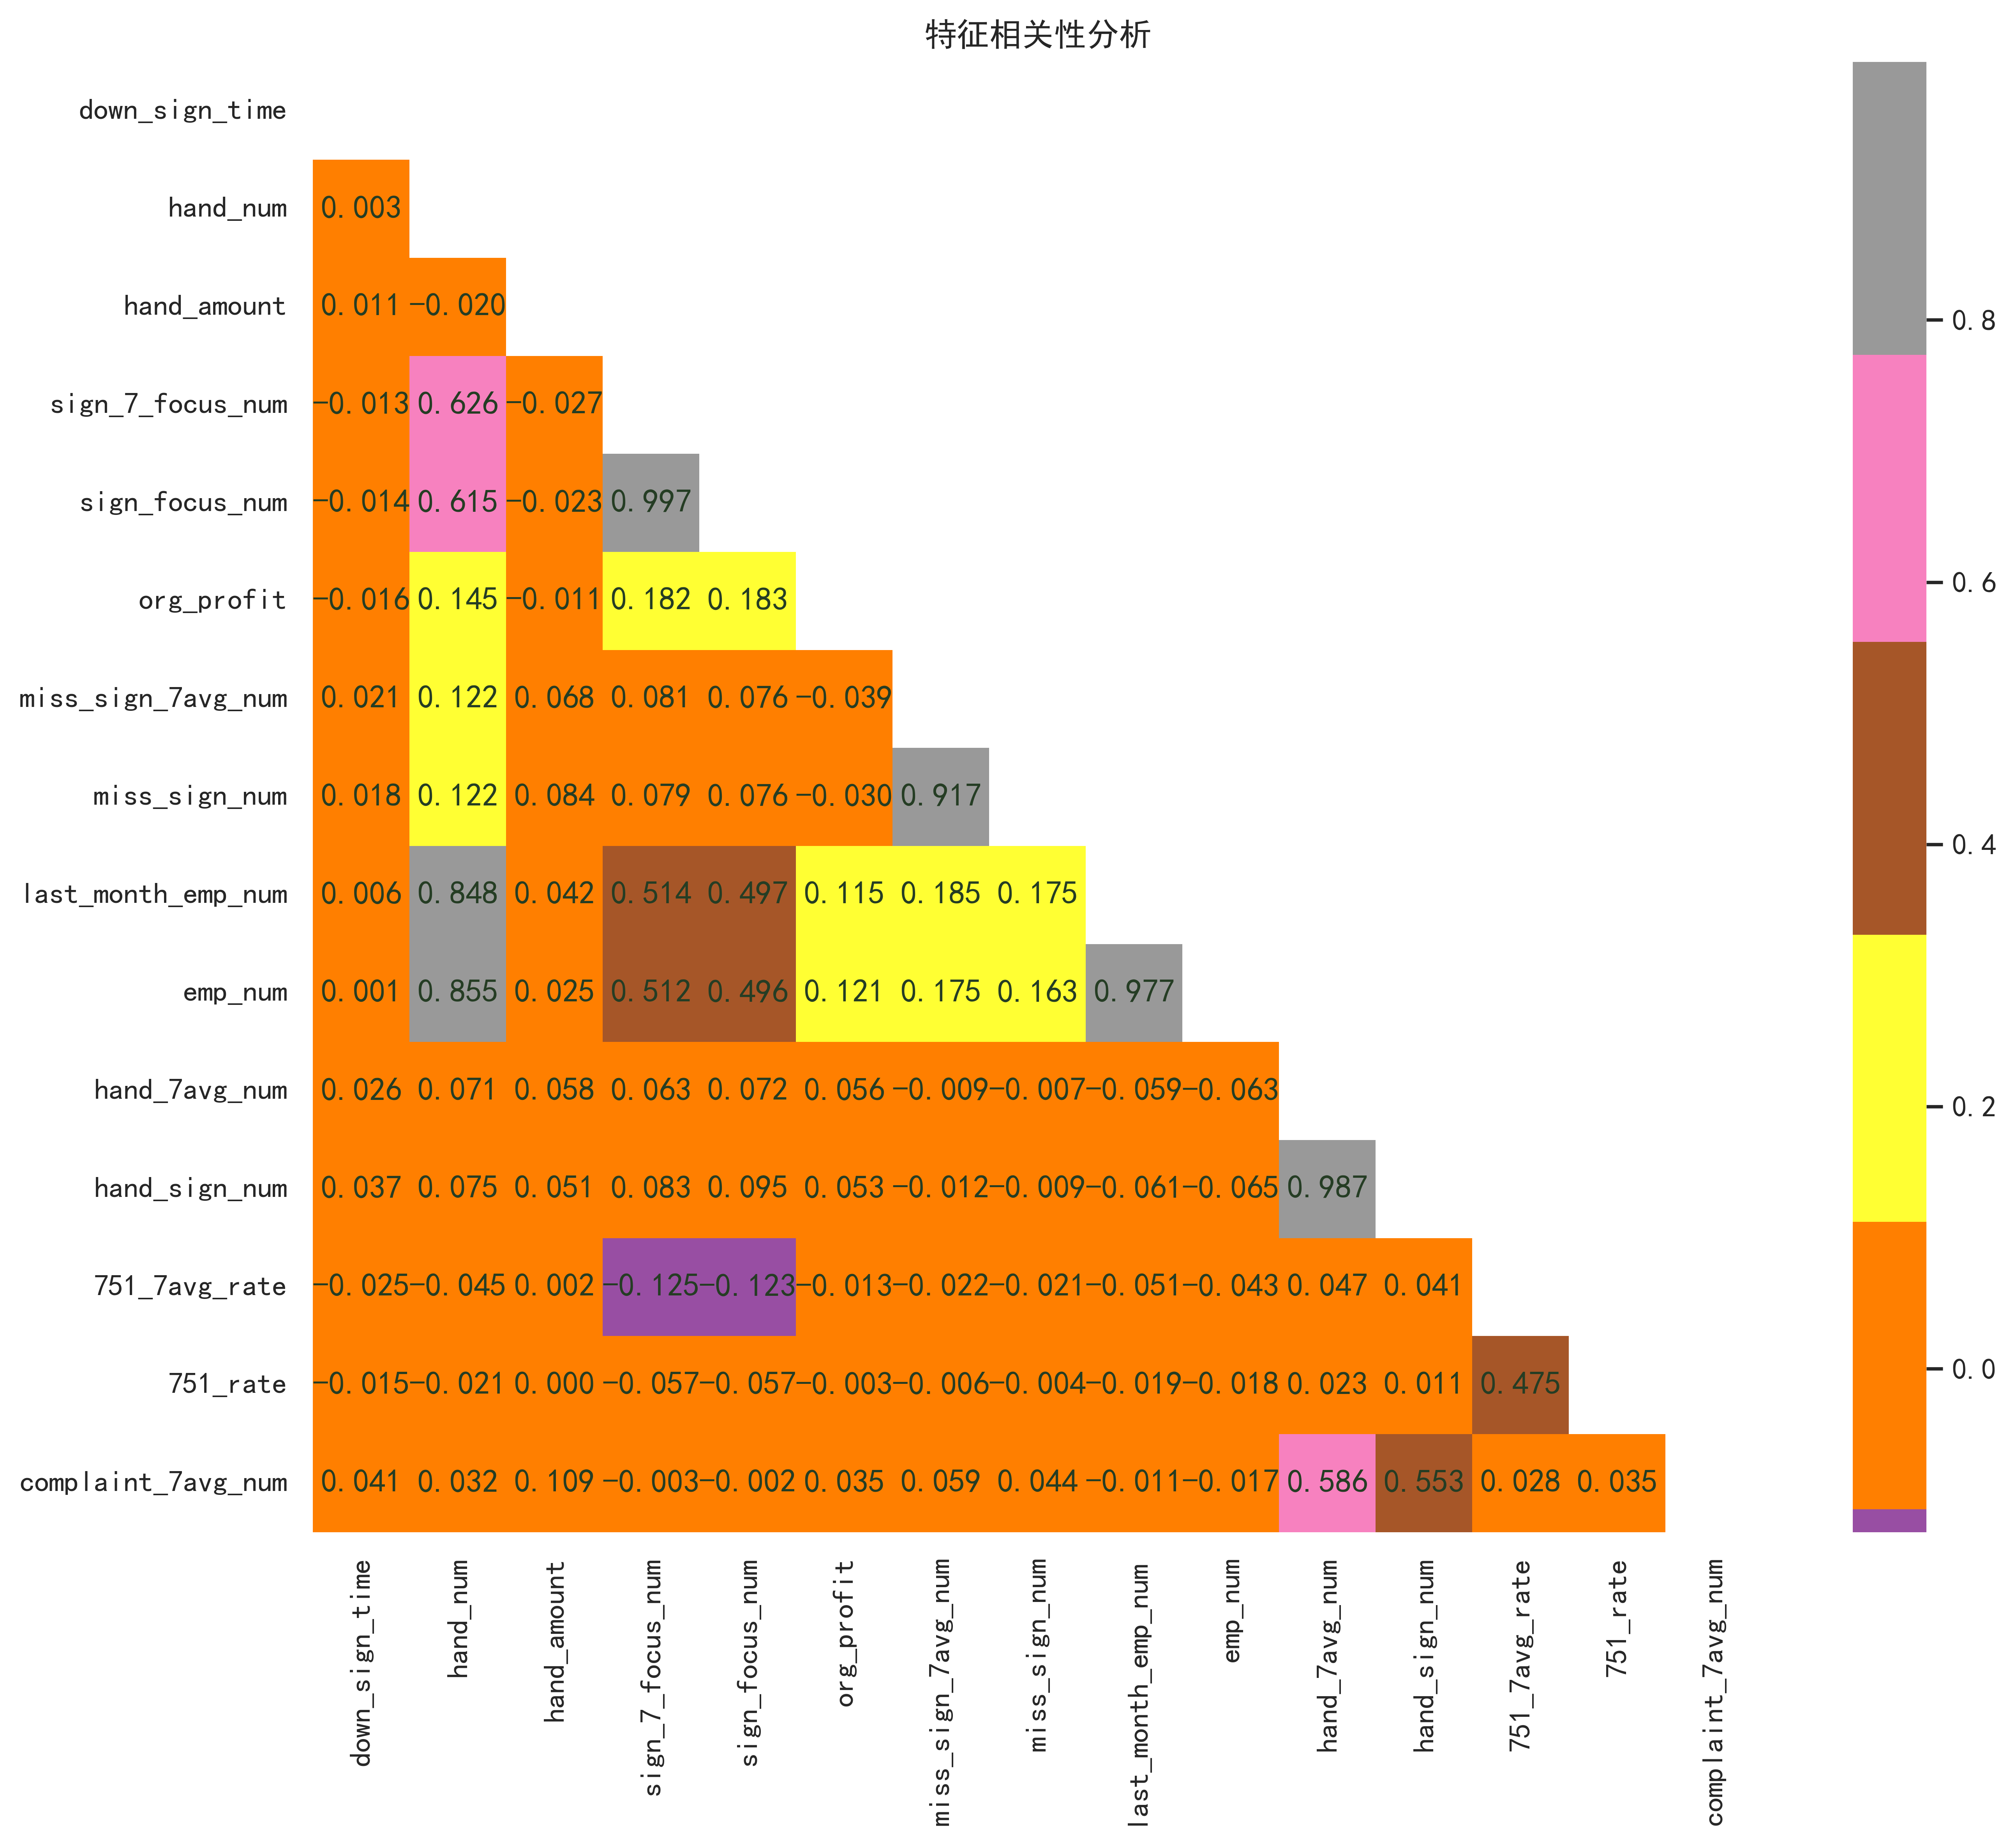 特征相关性分析
down_sign_time
hand_num 0.003
hand_amount 0.011 -0.020
sign_7_focus_num -0.013 0.626 -0.027
sign_focus_num -0.014 0.615 -0.023 0.997
org_profit -0.016 0.145 -0.011 0.182 0.183
miss_sign_7avg_num 0.021 0.122 0.068 0.081 0.076 -0.039
miss_sign_num 0.018 0.122 0.084 0.079 0.076 -0.030 0.917
last_month_emp_num 0.006 0.848 0.042 0.514 0.497 0.115 0.185 0.175
emp_num 0.001 0.855 0.025 0.512 0.496 0.121 0.175 0.163 0.977
hand_7avg_num 0.026 0.071 0.058 0.063 0.072 0.056 -0.009 -0.007 -0.059 -0.063
hand_sign_num 0.037 0.075 0.051 0.083 0.095 0.053 -0.012 -0.009 -0.061 -0.065 0.987
751_7avg_rate -0.025 -0.045 0.002 -0.125 -0.123 -0.013 -0.022 -0.021 -0.051 -0.043 0.047 0.041
751_rate -0.015 -0.021 0.000 -0.057 -0.057 -0.003 -0.006 -0.004 -0.019 -0.018 0.023 0.011 0.475
complaint_7avg_num 0.041 0.032 0.109 -0.003 -0.002 0.035 0.059 0.044 -0.011 -0.017 0.586 0.553 0.028 0.035
down_sign_time
hand_num
hand_amount
sign_7_focus_num
sign_focus_num
org_profit
miss_sign_7avg_num
miss_sign_num
last_month_emp_num
emp_num
hand_7avg_num
hand_sign_num
751_7avg_rate
751_rate
complaint_7avg_num
0.8
0.6
0.4
0.2
0.0